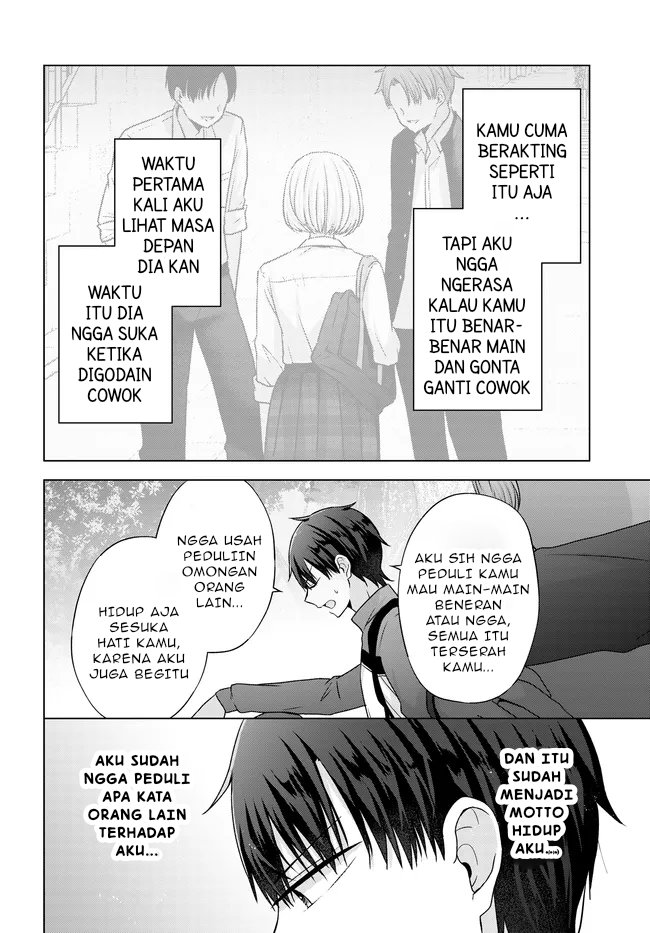 KAMU CUMA
BERAKTING
SEPERTI
ITU AJA
...
TAPI AKU
NGGA
NGERASA
KALAU KAMU
ITU BENAR-
BENAR MAIN
DAN GONTA
GANTI COWOK
WAKTU
PERTAMA
KALI AKU
LIHAT MASA
DEPAN
DIA KAN
WAKTU
ITU DIA
NGGA SUKA
KETIKA
DIGODAIN
COWOK
AKU SIH NGGA
PEDULI KAMU
MAU MAIN-MAIN
BENERAN
ATAU NGGA,
SEMUA ITU
TERSERAH
KAMU...
NGGA USAH
PEDULIIN
OMONGAN
ORANG
LAIN...
HIDUP AJA
SESUKA
HATI KAMU,
KARENA AKU
JUGA BEGITU
DAN ITU
SUDAH
MENJADI
MOTTO
HIDUP
AKU...
AKU SUDAH
NGGA PEDULI
APA KATA
ORANG LAIN
TERHADAP
AKU...